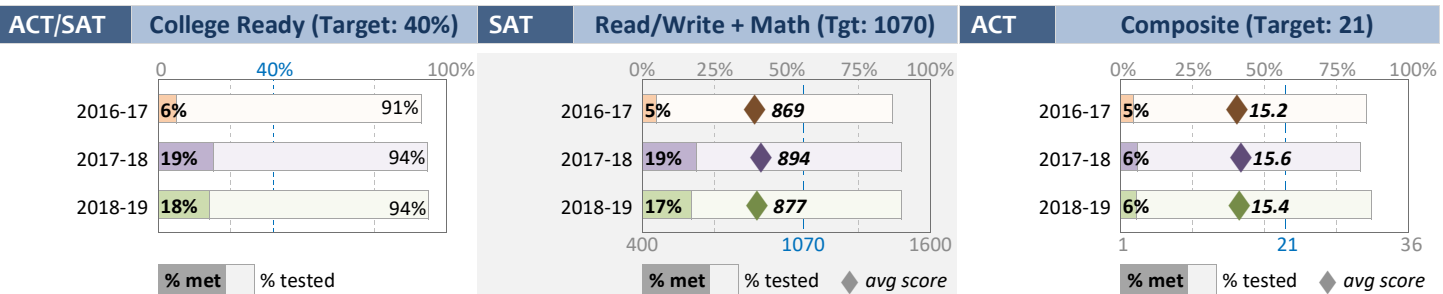 ACT/SAT College Ready (Target: 40%)
0 40% 100%
2016-17 6% 91%
2017-18 19% 94%
2018-19 18% 94%
% met % tested
SAT Read/Write + Math (Tgt: 1070)
0% 25% 50% 75% 100%
2016-17 5% 869
2017-18 19% 894
2018-19 17% 877
400 1070 1600
% met % tested avg score
ACT Composite (Target: 21)
0% 25% 50% 75% 100%
2016-17 5% 15.2
2017-18 6% 15.6
2018-19 6% 15.4
1 21 36
% met % tested avg score